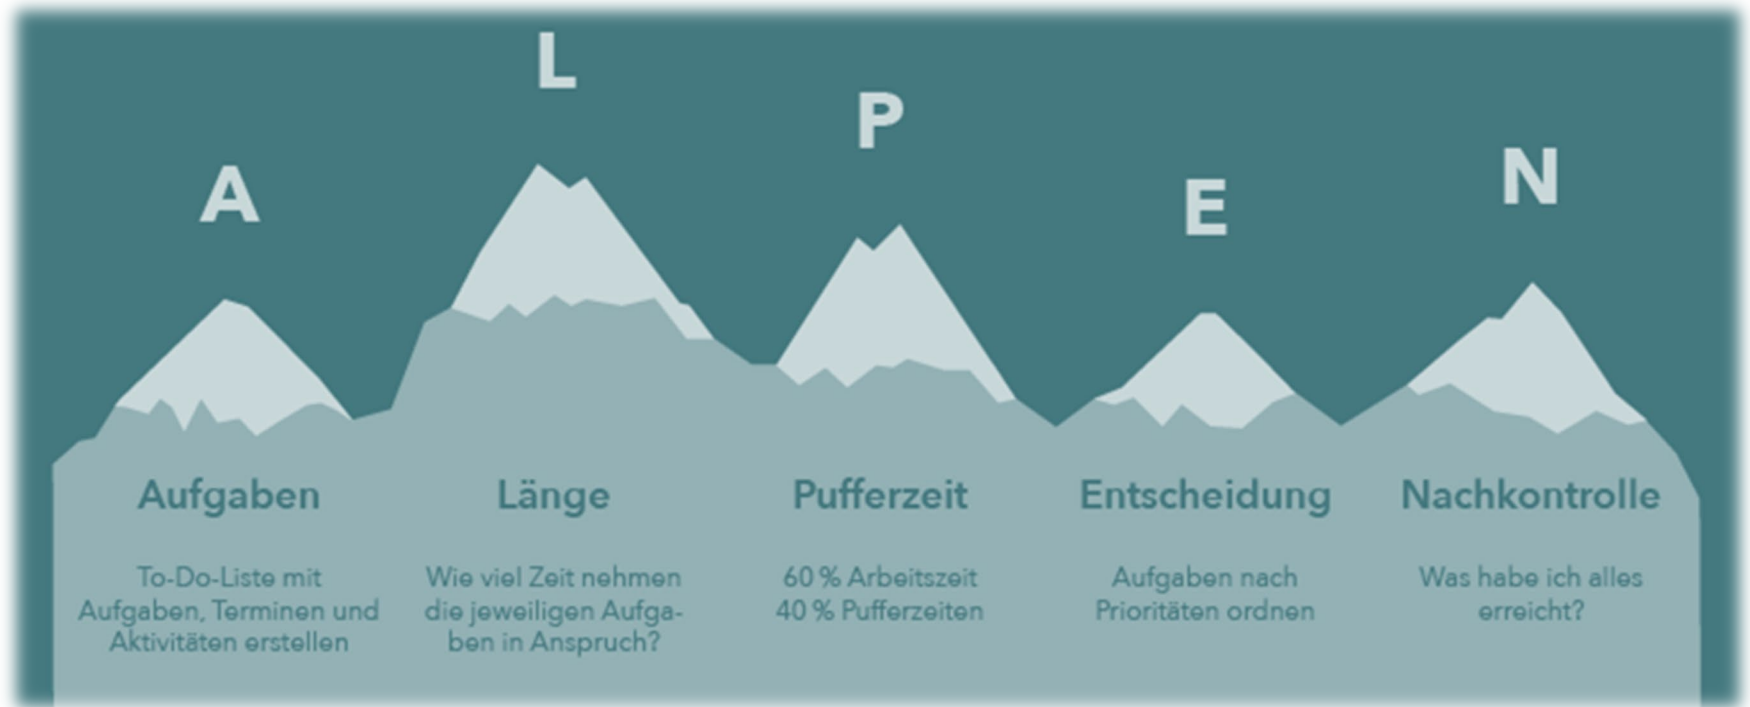 A
L
P
E
N
Aufgaben
To-Do-Liste mit
Aufgaben, Terminen und
Aktivitäten erstellen
Länge
Wie viel Zeit nehmen
die jeweiligen Aufga-
ben in Anspruch?
Pufferzeit
60 % Arbeitszeit
40 % Pufferzeiten
Entscheidung
Aufgaben nach
Prioritäten ordnen
Nachkontrolle
Was habe ich alles
erreicht?